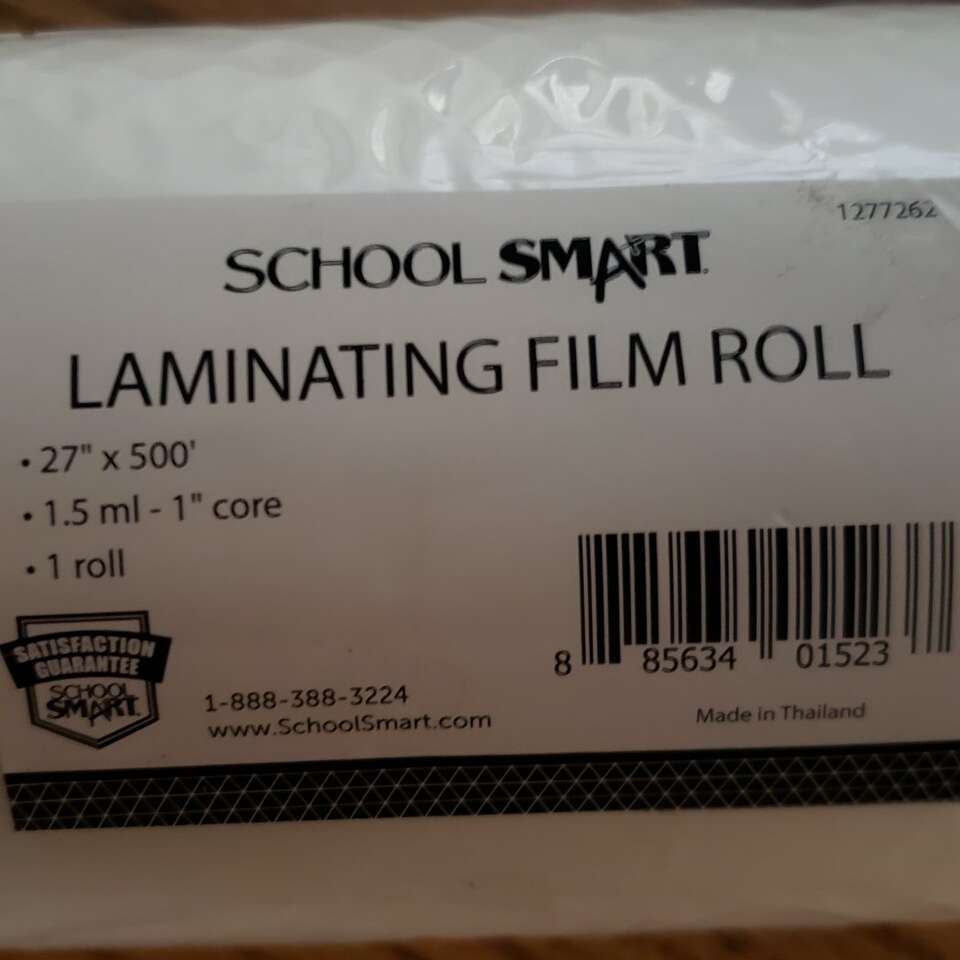 1277262
SCHOOL SMART
LAMINATING FILM ROLL
• 27" x 500'
• 1.5 ml - 1" core
• 1 roll
SATISFACTION
GUARANTEE
SCHOOL
SMART
1-888-388-3224
www.SchoolSmart.com
8 85634 01523
Made in Thailand